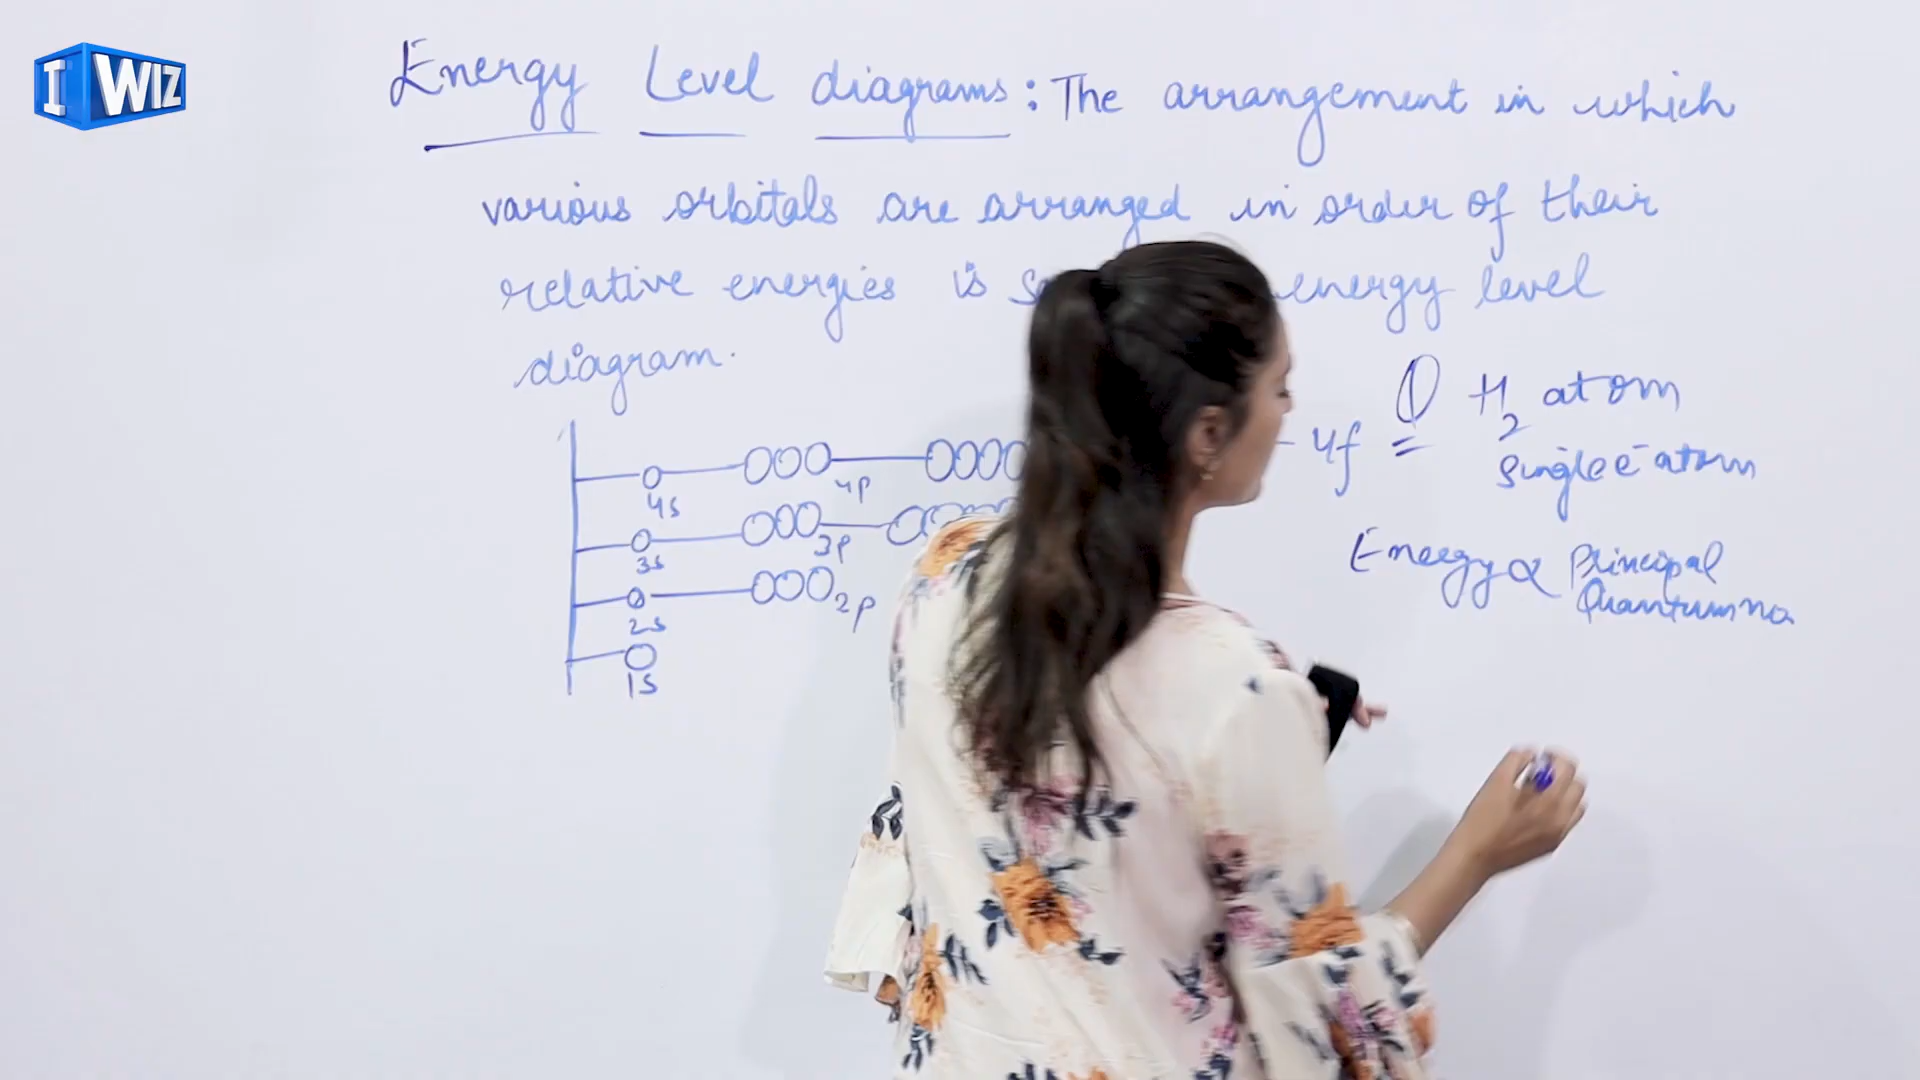 I WIZ
Energy Level diagrams: The arrangement in which
various orbitals are arranged in order of their
relative energies is energy level
diagram.
① H₂ atom
4s 4p 4f
single e⁻ atom
3s 3p
Energy ∝ Principal
Quantum no
2s 2p
1s